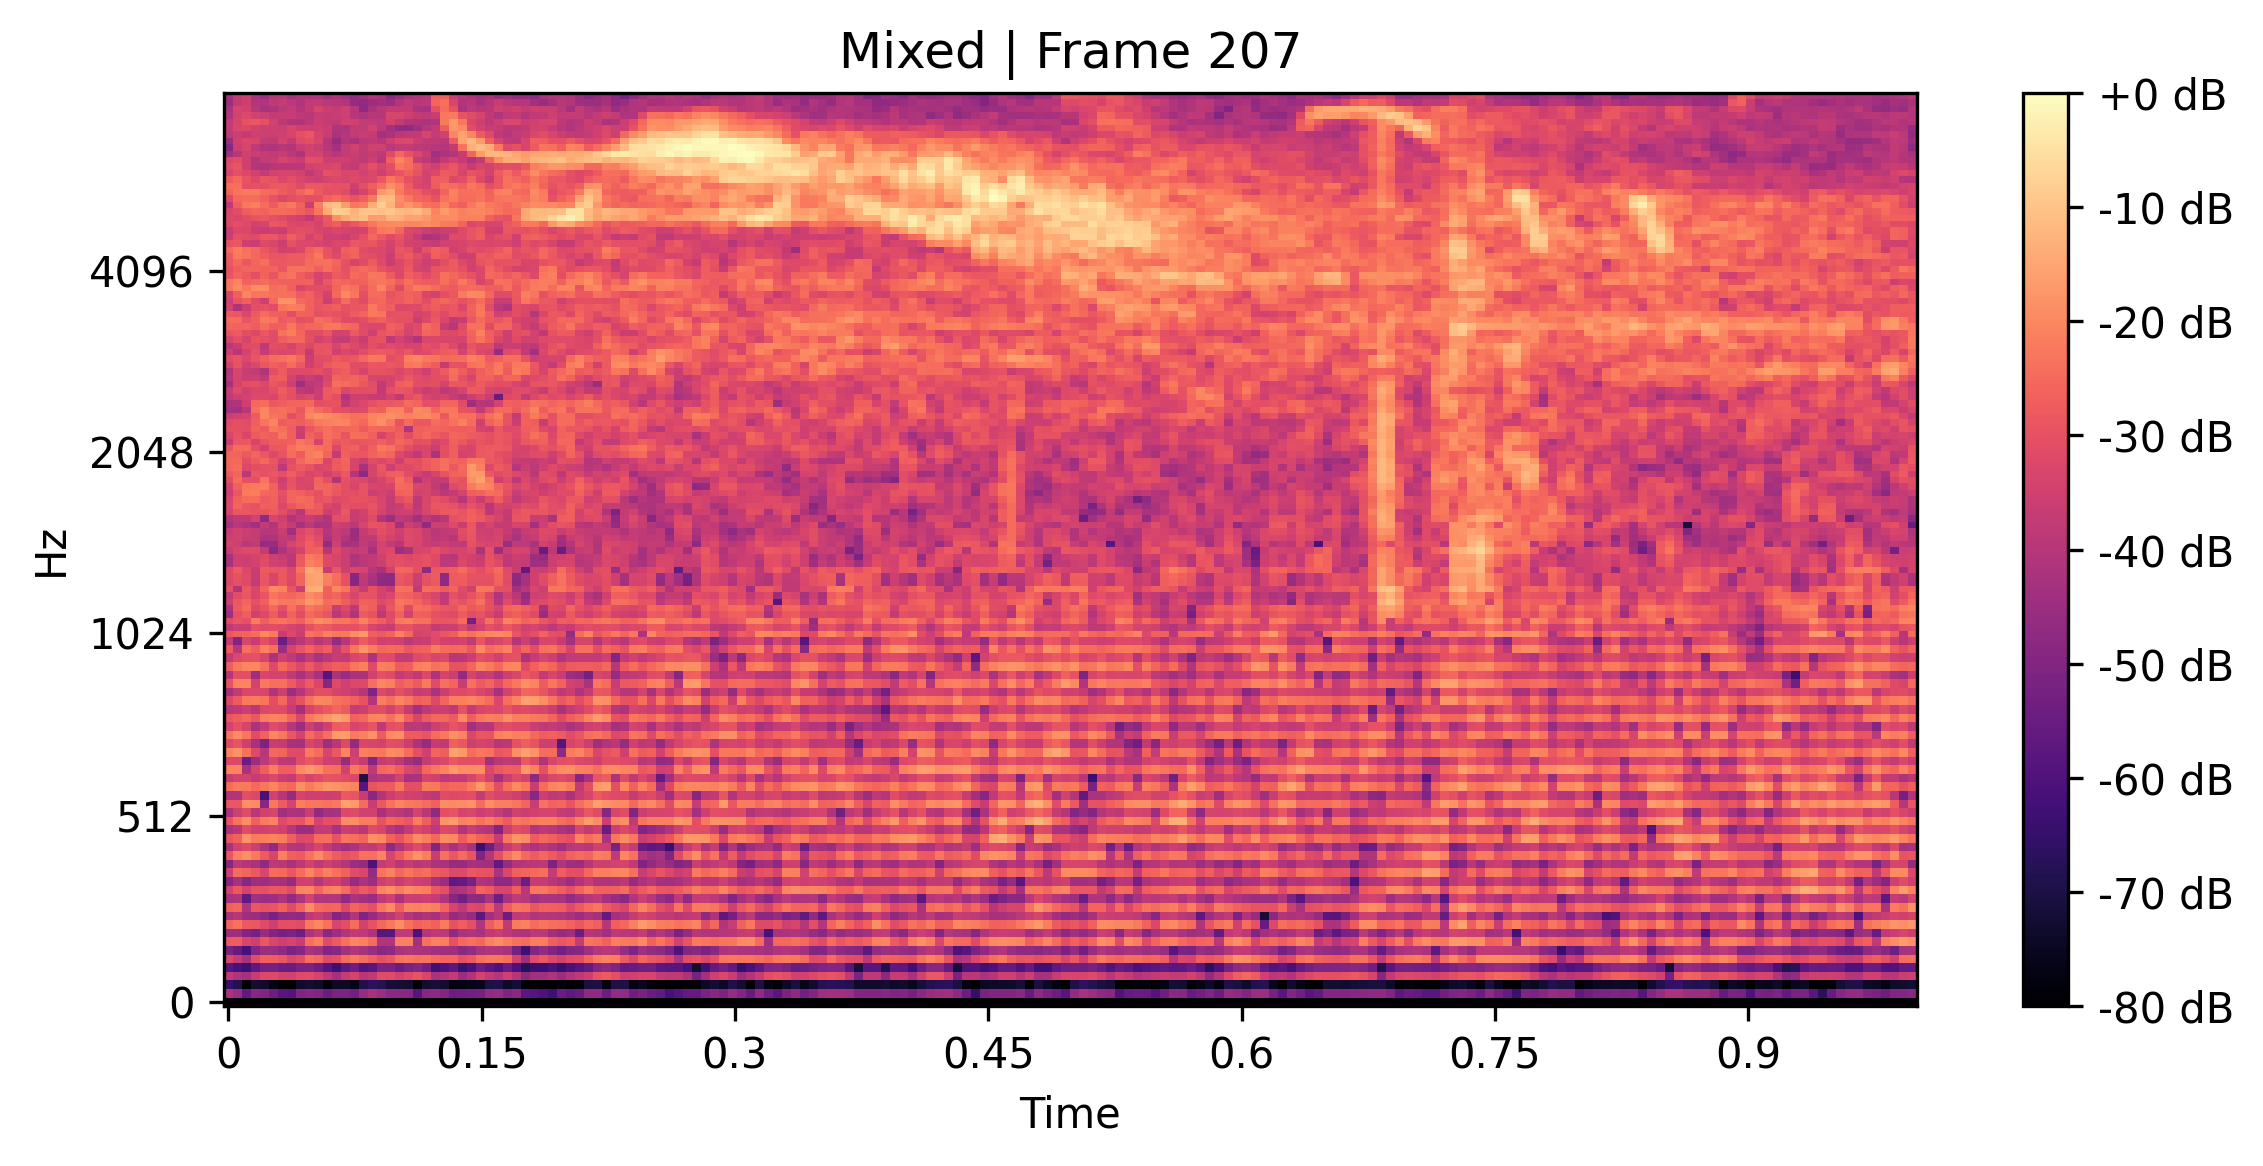 Mixed | Frame 207
Hz
4096
2048
1024
512
0
0 0.15 0.3 0.45 0.6 0.75 0.9
Time
+0 dB
-10 dB
-20 dB
-30 dB
-40 dB
-50 dB
-60 dB
-70 dB
-80 dB